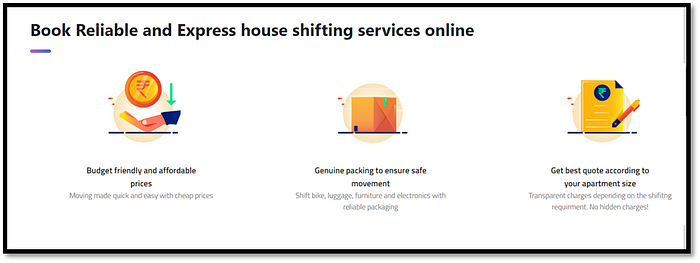 Book Reliable and Express house shifting services online
Budget friendly and affordable
prices
Moving made quick and easy with cheap prices
Genuine packing to ensure safe
movement
Shift bike, luggage, furniture and electronics with
reliable packaging
Get best quote according to
your apartment size
Transparent charges depending on the shifitng
requirment. No hidden charges!